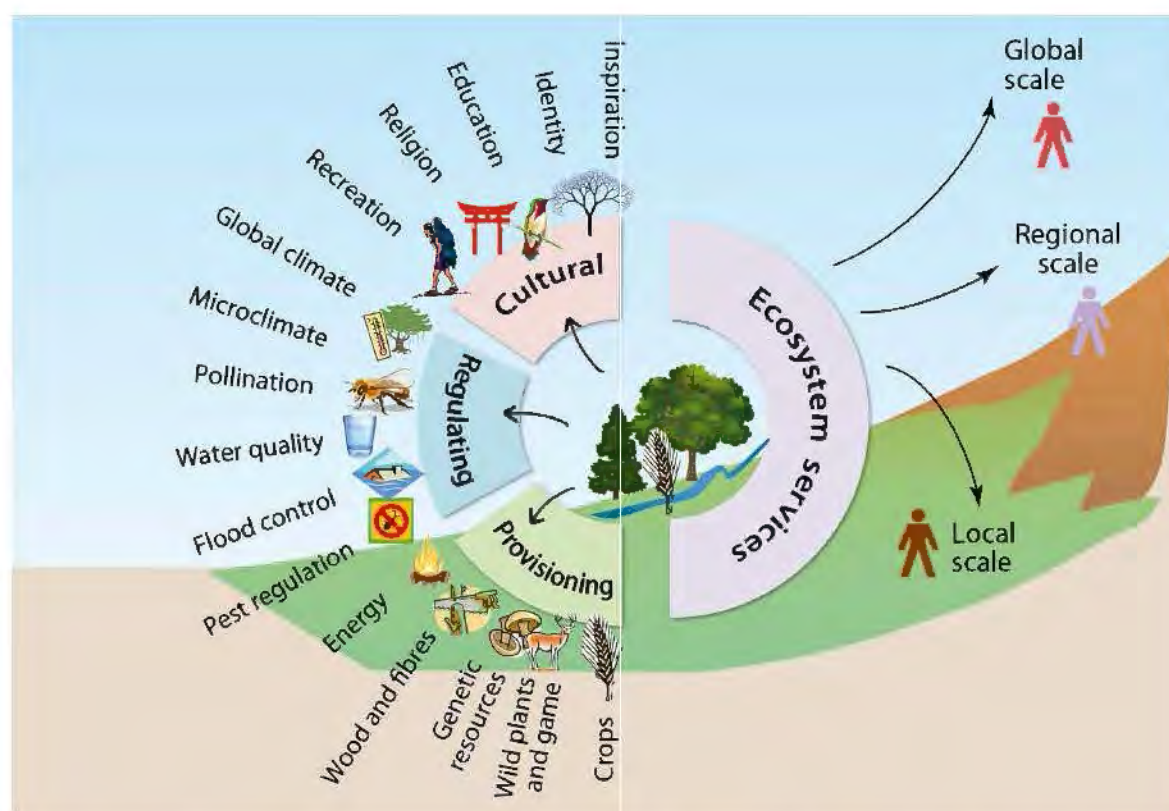 inspiration
Identity
Education
Religion
Recreation
Global climate
Microclimate
Pollination
Water quality
Flood control
Pest regulation
Energy
Wood and fibres
Genetic
resources
Wild plants
and game
Crops
Cultural
Regulating
Provisioning
Ecosystem services
Global
scale
Regional
scale
Local
scale